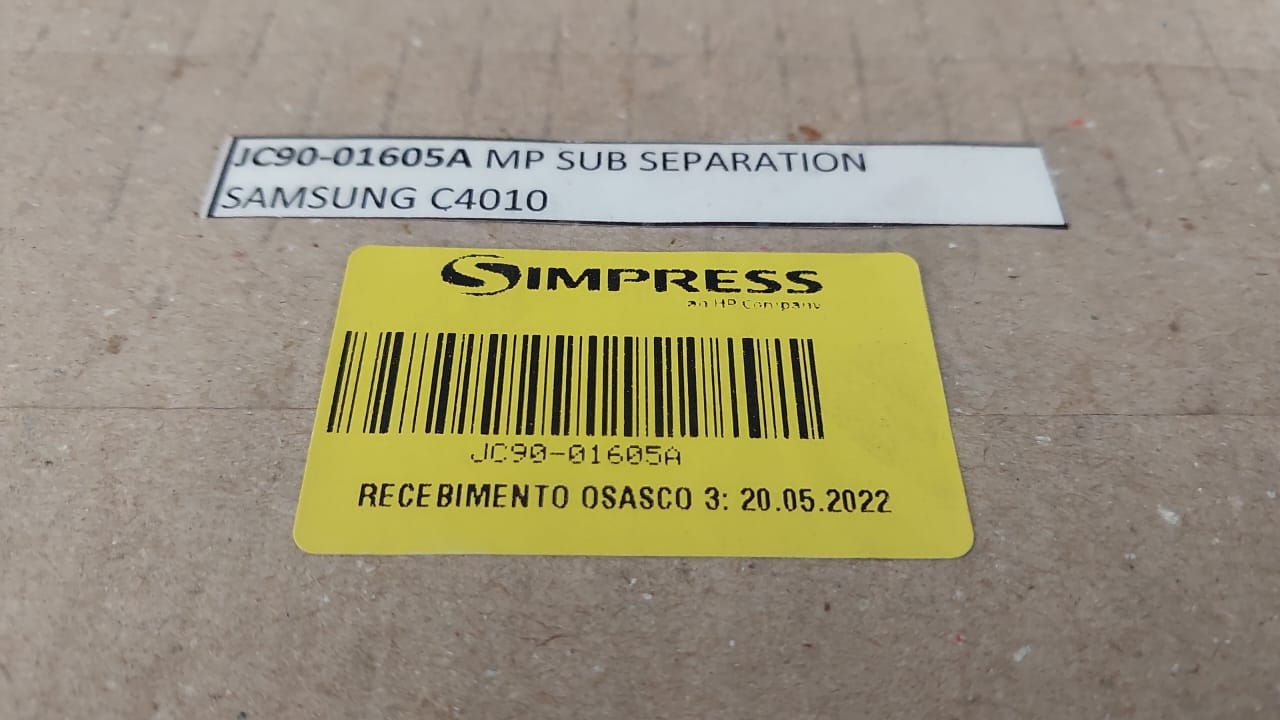 JC90-01605A MP SUB SEPARATION
SAMSUNG C4010
SIMPRESS
an HP Company
JC90-01605A
RECEBIMENTO OSASCO 3: 20.05.2022